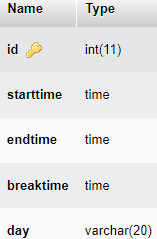 Name Type
id int(11)
starttime time
endtime time
breaktime time
day varchar(20)